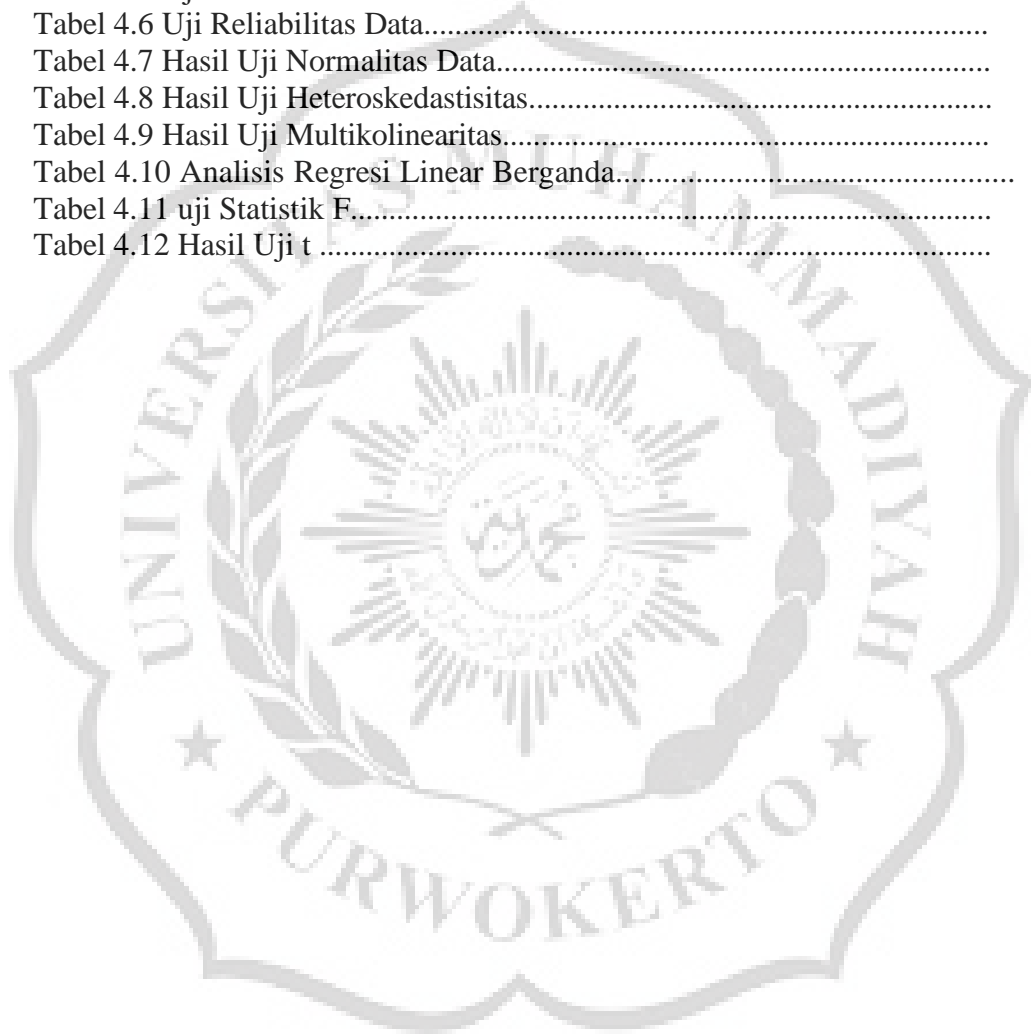 Tabel 4.6 Uji Reliabilitas Data..........................................................................
Tabel 4.7 Hasil Uji Normalitas Data.................................................................
Tabel 4.8 Hasil Uji Heteroskedastisitas.............................................................
Tabel 4.9 Hasil Uji Multikolinearitas................................................................
Tabel 4.10 Analisis Regresi Linear Berganda....................................................
Tabel 4.11 uji Statistik F...................................................................................
Tabel 4.12 Hasil Uji t ........................................................................................
UNIVERSITAS MUHAMMADIYAH
PURWOKERTO